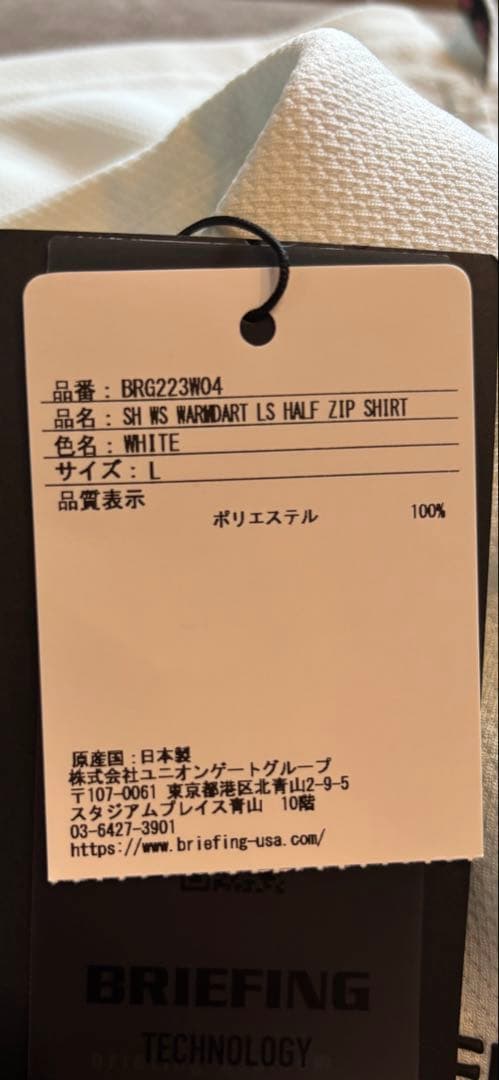 品番：BRG223W04
品名：SH WS WARMDART LS HALF ZIP SHIRT
色名：WHITE
サイズ：L
品質表示
ポリエステル 100%
原産国：日本製
株式会社ユニオンゲートグループ
〒107-0061 東京都港区北青山2-9-5
スタジアムプレイス青山 10階
03-6427-3901
https://www.briefing-usa.com/
BRIEFING
TECHNOLOGY